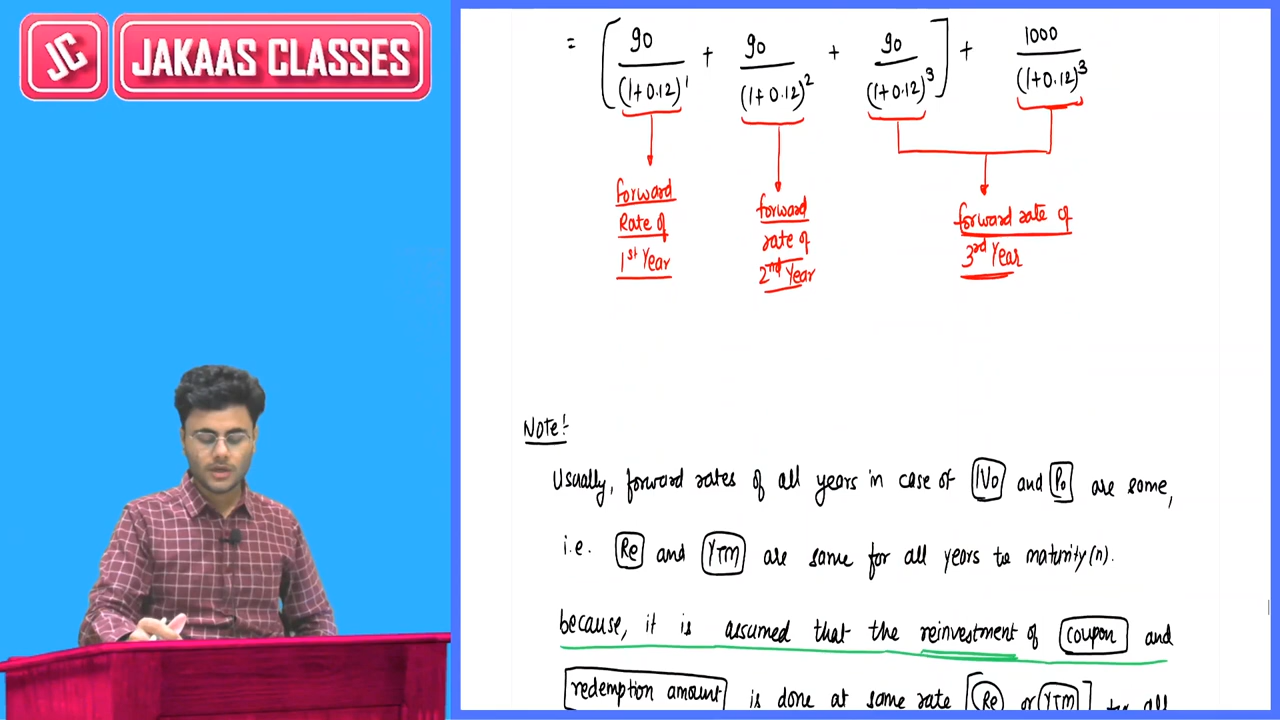 JC JAKAAS CLASSES
= [ 90/(1+0.12)¹ + 90/(1+0.12)² + 90/(1+0.12)³ ] + 1000/(1+0.12)³
Forward Rate of 1st Year
forward rate of 2nd Year
forward rate of 3rd Year
Note:-
Usually, forward rates of all years in case of IV₀ and P₀ are same,
i.e. Re and YTM are same for all years to maturity (n).
because, it is assumed that the reinvestment of coupon and
redemption amount is done at same rate [Re or YTM] for all